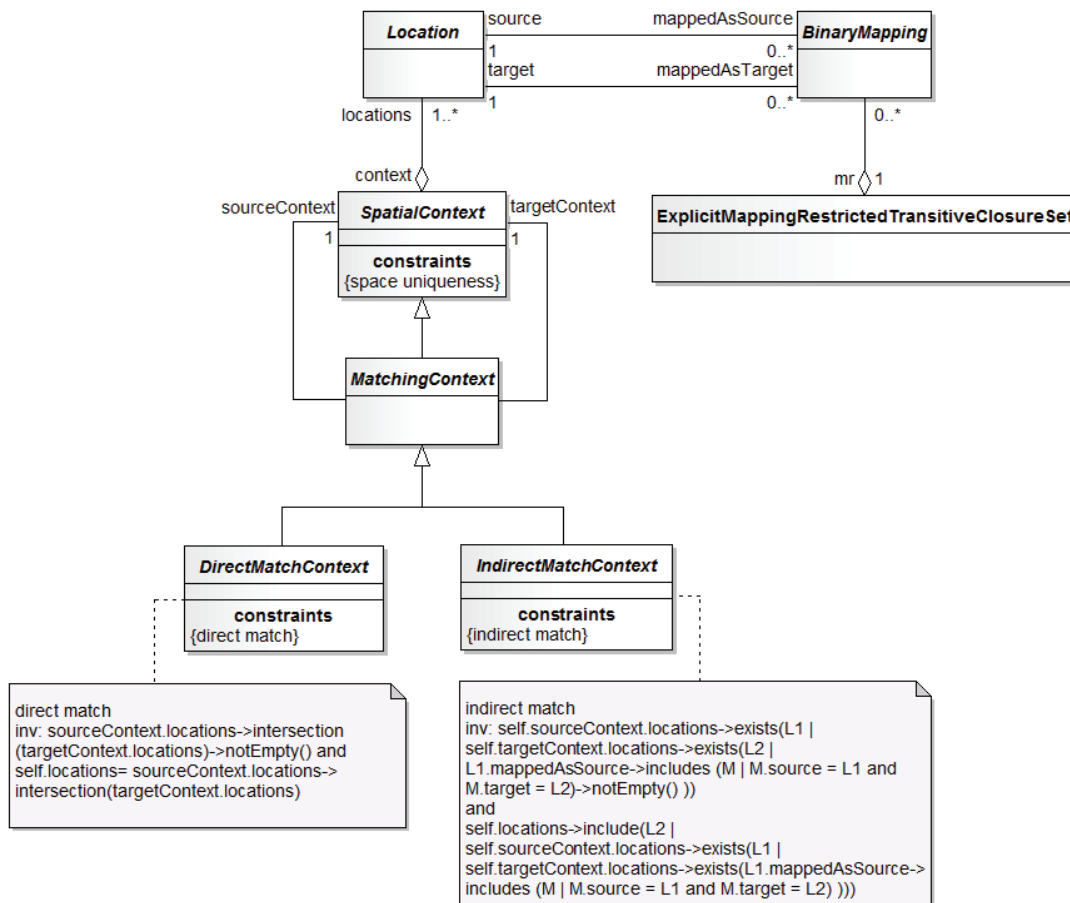 Location
source
mappedAsSource
BinaryMapping
1
0..*
target
mappedAsTarget
1
0..*
locations
1..*
0..*
context
mr
1
sourceContext
SpatialContext
targetContext
ExplicitMappingRestrictedTransitiveClosureSet
1
1
constraints
{space uniqueness}
MatchingContext
DirectMatchContext
IndirectMatchContext
constraints
{direct match}
constraints
{indirect match}
direct match
inv: sourceContext.locations->intersection
(targetContext.locations)->notEmpty() and
self.locations= sourceContext.locations->
intersection(targetContext.locations)
indirect match
inv: self.sourceContext.locations->exists(L1 |
self.targetContext.locations->exists(L2 |
L1.mappedAsSource->includes (M | M.source = L1 and
M.target = L2)->notEmpty() ))
and
self.locations->include(L2 |
self.sourceContext.locations->exists(L1 |
self.targetContext.locations->exists(L1.mappedAsSource->
includes (M | M.source = L1 and M.target = L2) )))